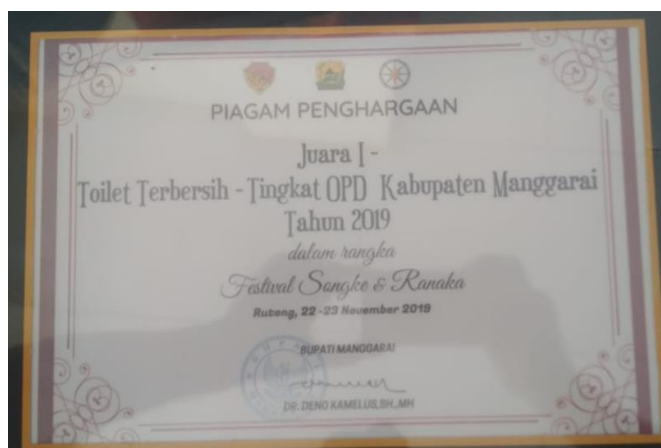 PIAGAM PENGHARGAAN
Juara I -
Toilet Terbersih - Tingkat OPD Kabupaten Manggarai
Tahun 2019
dalam rangka
Festival Songke & Ranaka
Ruteng, 22 -23 November 2019
BUPATI MANGGARAI
DR. DENO KAMELUS,SH.,MH